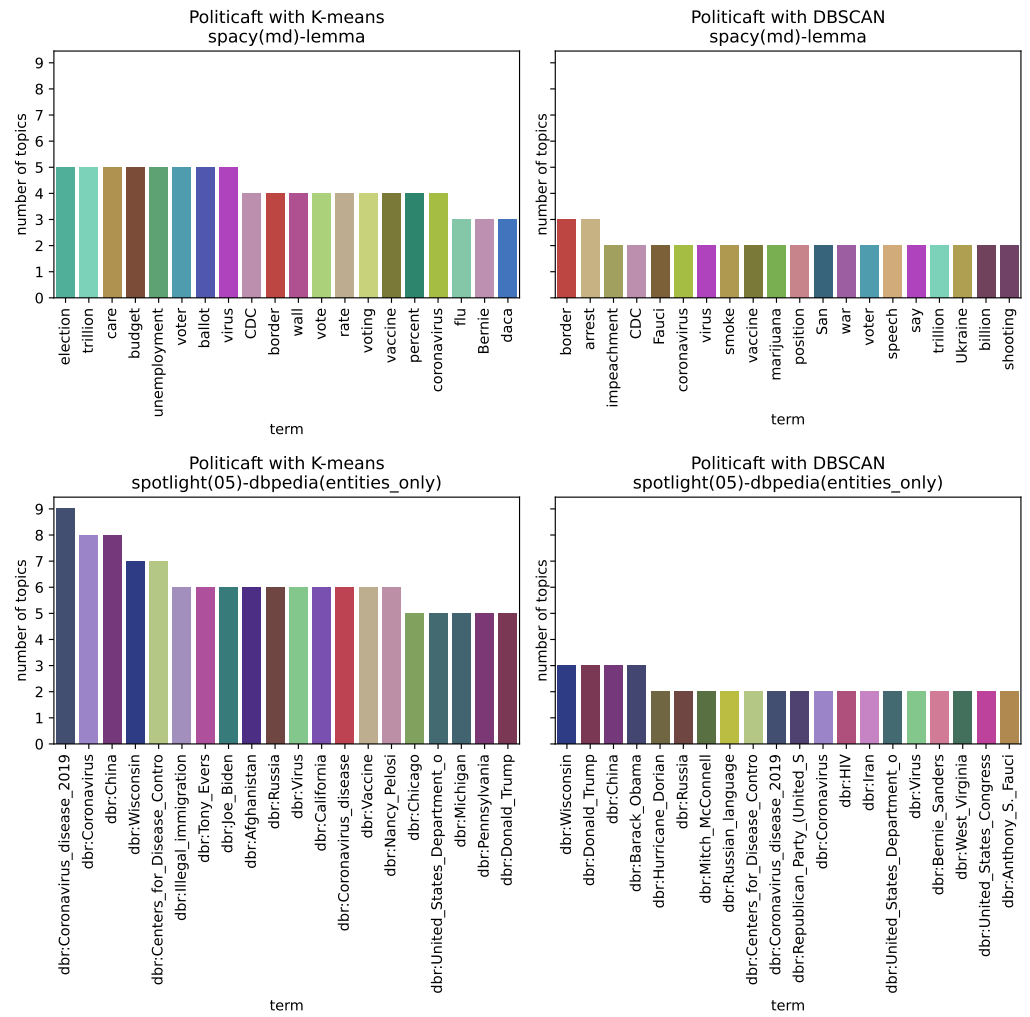 Politicaft with K-means
spacy(md)-lemma
number of topics
9
8
7
6
5
4
3
2
1
0
election
trillion
care
budget
unemployment
voter
ballot
virus
CDC
border
wall
vote
rate
voting
vaccine
percent
coronavirus
flu
Bernie
daca
term
Politicaft with DBSCAN
spacy(md)-lemma
number of topics
border
arrest
impeachment
CDC
Fauci
coronavirus
virus
smoke
vaccine
marijuana
position
San
war
voter
speech
say
trillion
Ukraine
billion
shooting
term
Politicaft with K-means
spotlight(05)-dbpedia(entities_only)
number of topics
9
8
7
6
5
4
3
2
1
0
dbr:Coronavirus_disease_2019
dbr:Coronavirus
dbr:China
dbr:Wisconsin
dbr:Centers_for_Disease_Contro
dbr:Illegal_immigration
dbr:Tony_Evers
dbr:Joe_Biden
dbr:Afghanistan
dbr:Russia
dbr:Virus
dbr:California
dbr:Coronavirus_disease
dbr:Vaccine
dbr:Nancy_Pelosi
dbr:Chicago
dbr:United_States_Department_o
dbr:Michigan
dbr:Pennsylvania
dbr:Donald_Trump
term
Politicaft with DBSCAN
spotlight(05)-dbpedia(entities_only)
number of topics
dbr:Wisconsin
dbr:Donald_Trump
dbr:China
dbr:Barack_Obama
dbr:Hurricane_Dorian
dbr:Russia
dbr:Mitch_McConnell
dbr:Russian_language
dbr:Centers_for_Disease_Contro
dbr:Coronavirus_disease_2019
dbr:Republican_Party_(United_S
dbr:Coronavirus
dbr:HIV
dbr:Iran
dbr:United_States_Department_o
dbr:Virus
dbr:Bernie_Sanders
dbr:West_Virginia
dbr:United_States_Congress
dbr:Anthony_S._Fauci
term